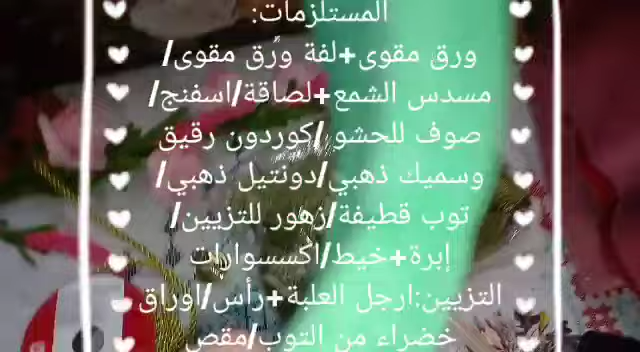 المستلزمات:
ورق مقوى+لفة ورق مقوى/
مسدس الشمع+لصاقة/اسفنج/
صوف للحشو/كوردون رقيق
وسميك ذهبي/دونتيل ذهبي/
توب قطيفة/زهور للتزيين/
إبرة+خيط/اكسسوارات
التزيين:ارجل العلبة+رأس/اوراق
خضراء من التوب/مقص